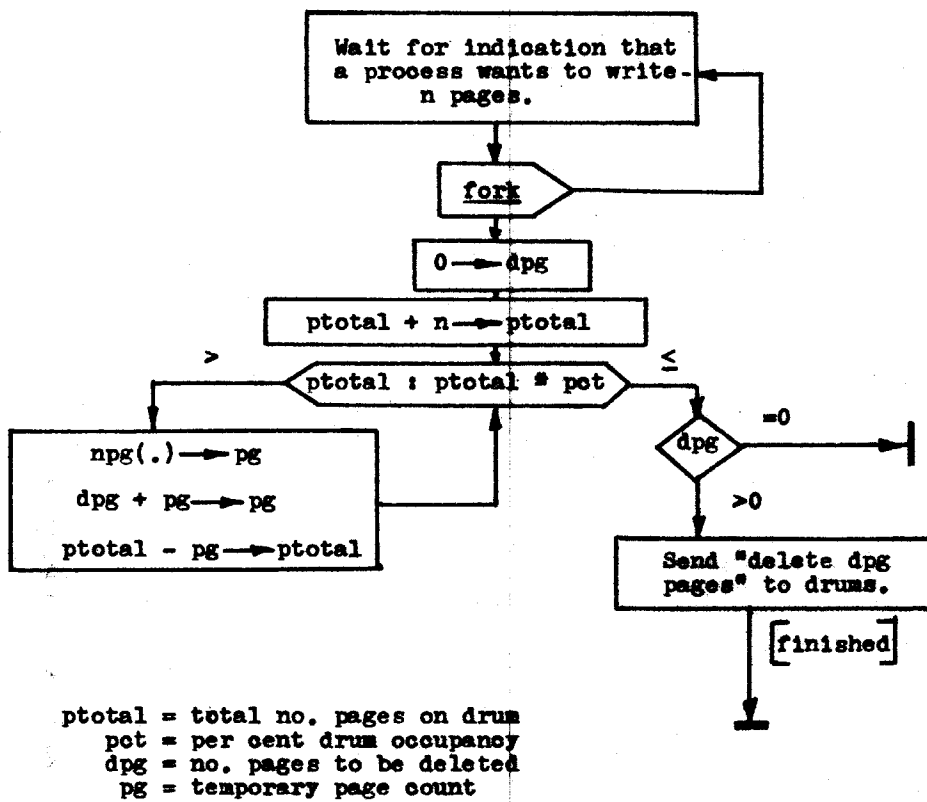 Wait for indication that
a process wants to write
n pages.
fork
0 → dpg
ptotal + n → ptotal
>
ptotal : ptotal * pct
≤
npg(.) → pg
dpg + pg → pg
ptotal - pg → ptotal
dpg
=0
>0
Send "delete dpg
pages" to drums.
[finished]
ptotal = total no. pages on drum
pct = per cent drum occupancy
dpg = no. pages to be deleted
pg = temporary page count